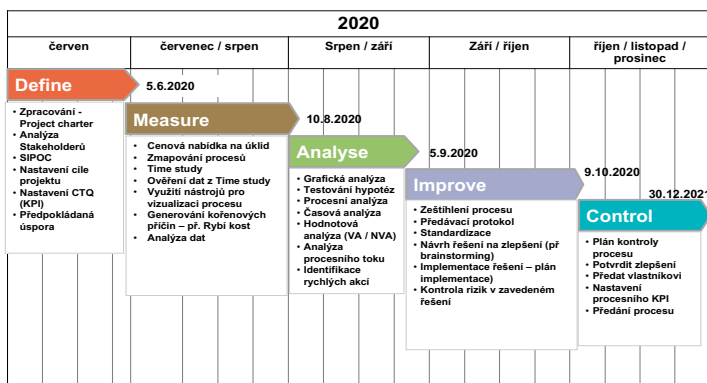 2020
červen
červenec / srpen
Srpen / září
Září / říjen
říjen / listopad /
prosinec
Define
5.6.2020
• Zpracování -
Project charter
• Analýza
Stakeholderů
• SIPOC
• Nastavení cíle
projektu
• Nastavení CTQ
(KPI)
• Předpokládaná
úspora
Measure
10.8.2020
• Cenová nabídka na úklid
• Zmapování procesů
• Time study
• Ověření dat z Time study
• Využití nástrojů pro
vizualizaci procesu
• Generování kořenových
příčin – př. Rybí kost
• Analýza dat
Analyse
5.9.2020
• Grafická analýza
• Testování hypotéz
• Procesní analýza
• Časová analýza
• Hodnotová
analýza (VA / NVA)
• Analýza
procesního toku
• Identifikace
rychlých akcí
Improve
9.10.2020
• Zeštíhlení procesu
• Předávací protokol
• Standardizace
• Návrh řešení na zlepšení (př
brainstorming)
• Implementace řešení – plán
implementace)
• Kontrola rizik v zavedeném
řešení
30.12.2021
Control
• Plán kontroly
procesu
• Potvrdit zlepšení
• Předat vlastníkovi
• Nastavení
procesního KPI
• Předání procesu